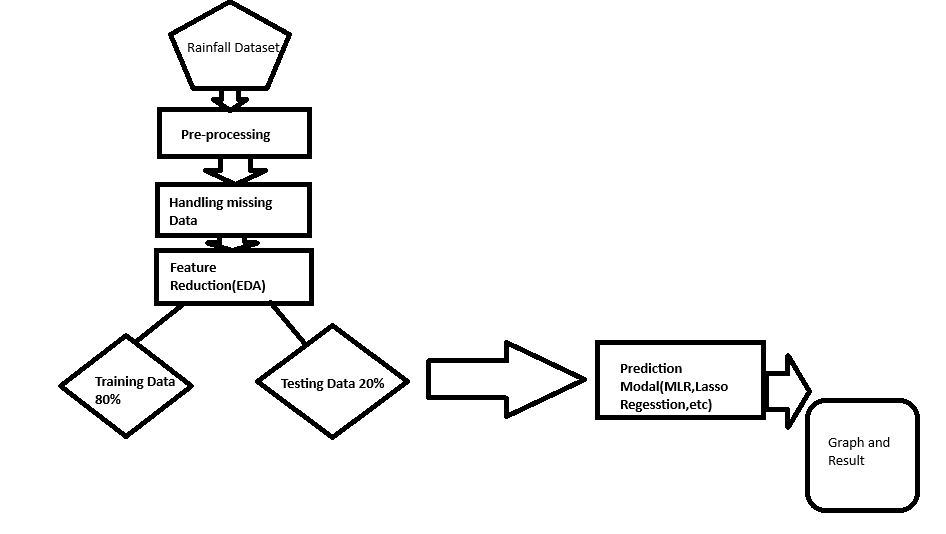 Rainfall Dataset
Pre-processing
Handling missing
Data
Feature
Reduction(EDA)
Training Data
80%
Testing Data 20%
Prediction
Modal(MLR,Lasso
Regesstion,etc)
Graph and
Result